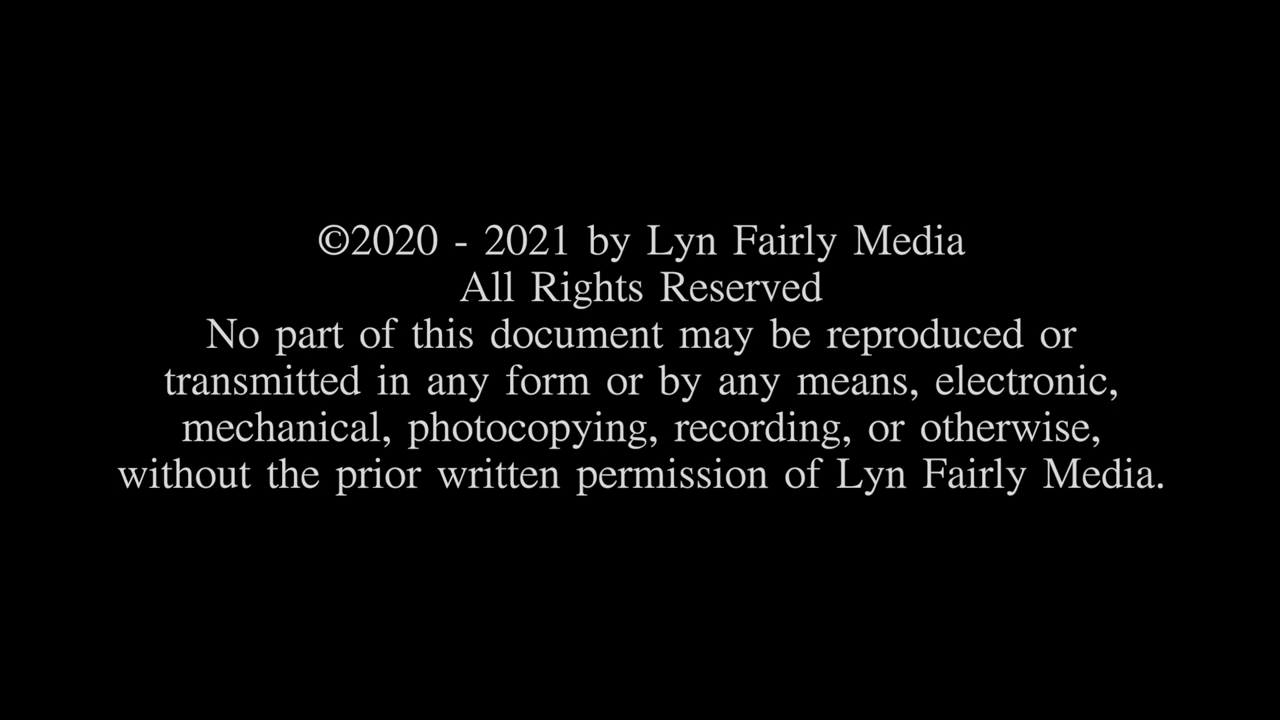 ©2020 - 2021 by Lyn Fairly Media
All Rights Reserved
No part of this document may be reproduced or
transmitted in any form or by any means, electronic,
mechanical, photocopying, recording, or otherwise,
without the prior written permission of Lyn Fairly Media.